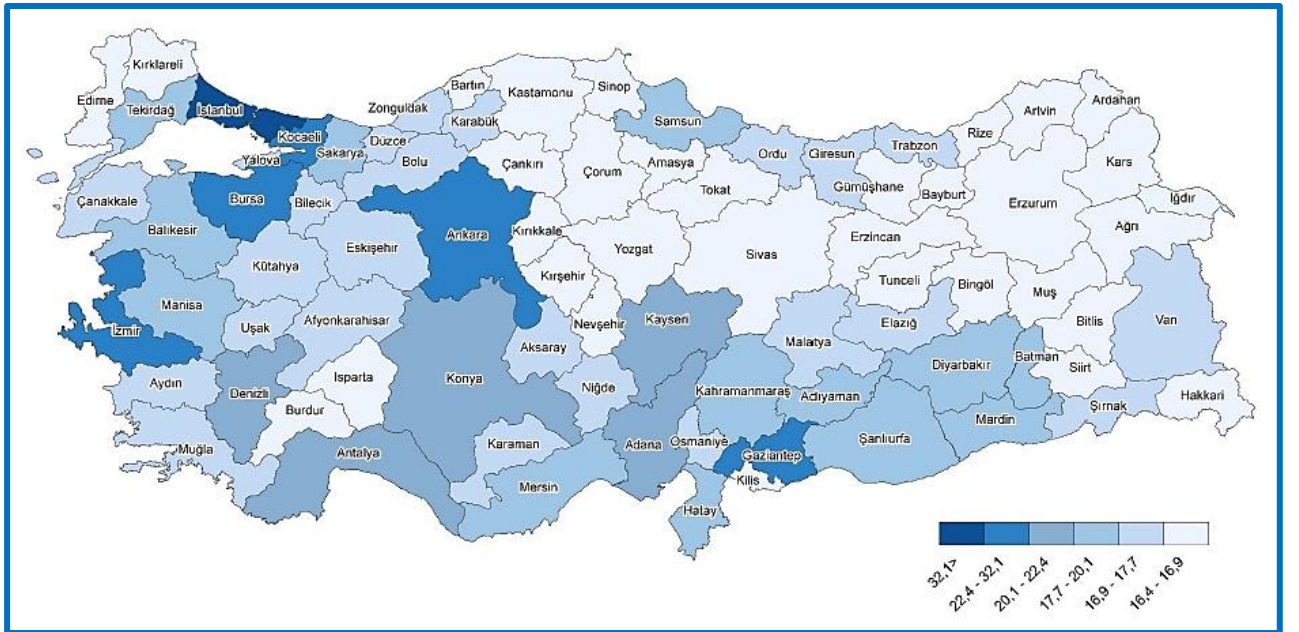 Kırklareli
Edirne
Tekirdağ
İstanbul
Kocaeli
Yalova
Sakarya
Düzce
Zonguldak
Bartın
Karabük
Bolu
Kastamonu
Sinop
Samsun
Çankırı
Çorum
Amasya
Tokat
Ordu
Giresun
Trabzon
Gümüşhane
Bayburt
Rize
Artvin
Ardahan
Kars
Iğdır
Erzurum
Ağrı
Çanakkale
Balıkesir
Bursa
Bilecik
Eskişehir
Kütahya
Ankara
Kırıkkale
Yozgat
Sivas
Erzincan
Tunceli
Bingöl
Muş
Bitlis
Van
Kırşehir
Nevşehir
Kayseri
Malatya
Elazığ
Diyarbakır
Batman
Siirt
Hakkari
Şırnak
Mardin
Manisa
İzmir
Uşak
Afyonkarahisar
Aydın
Denizli
Isparta
Burdur
Muğla
Antalya
Konya
Aksaray
Niğde
Karaman
Mersin
Adana
Osmaniye
Kahramanmaraş
Adıyaman
Şanlıurfa
Gaziantep
Kilis
Hatay
32,1>
22,4 - 32,1
20,1 - 22,4
17,7 - 20,1
16,9 - 17,7
16,4 - 16,9